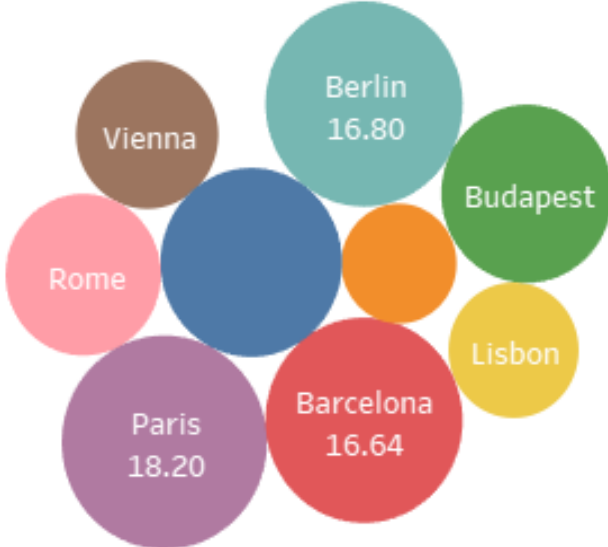 Berlin
16.80
Vienna
Budapest
Rome
Lisbon
Barcelona
16.64
Paris
18.20